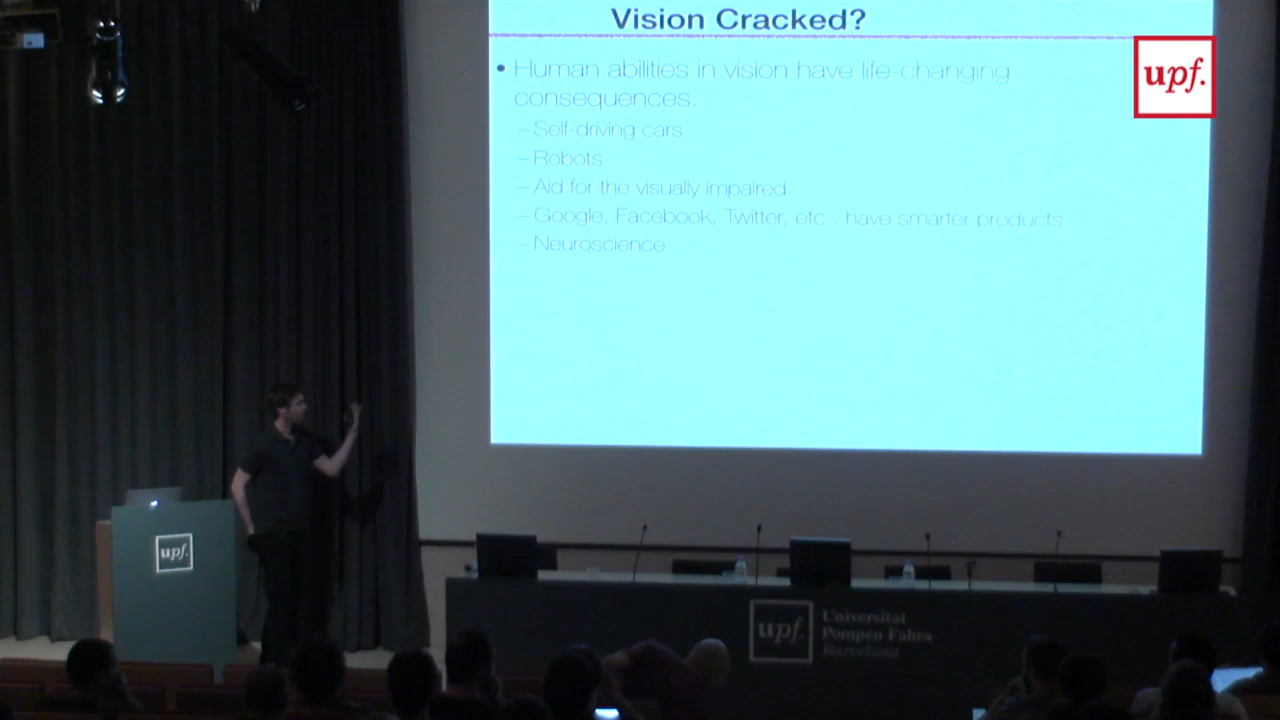 Vision Cracked?
• Human abilities in vision have life-changing
consequences.
– Self-driving cars
– Robots
– Aid for the visually impaired.
– Google, Facebook, Twitter, etc.. have smarter products
– Neuroscience
upf.
upf.
upf.
Universitat
Pompeu Fabra
Barcelona